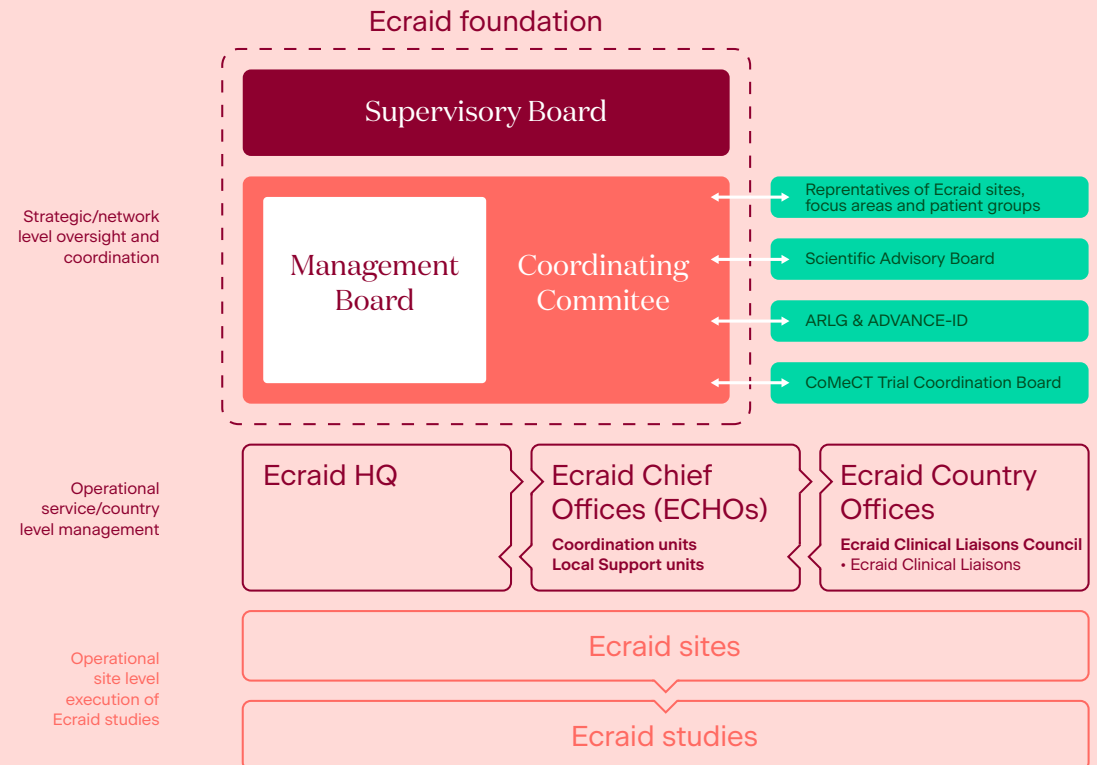 Ecraid foundation
Supervisory Board
Strategic/network
level oversight and
coordination
Management
Board
Coordinating
Commitee
Reprentatives of Ecraid sites,
focus areas and patient groups
Scientific Advisory Board
ARLG & ADVANCE-ID
CoMeCT Trial Coordination Board
Operational
service/country
level management
Ecraid HQ
Ecraid Chief
Offices (ECHOs)
Coordination units
Local Support units
Ecraid Country
Offices
Ecraid Clinical Liaisons Council
• Ecraid Clinical Liaisons
Operational
site level
execution of
Ecraid studies
Ecraid sites
Ecraid studies